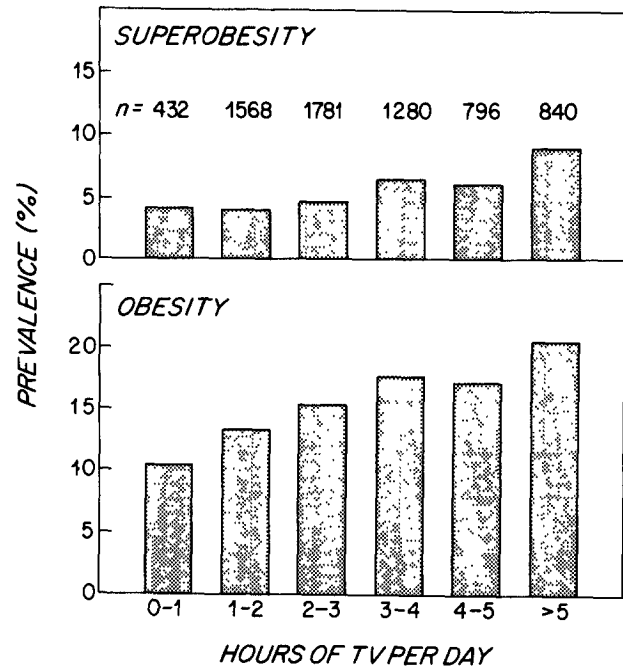 SUPEROBESITY
15
n= 432 1568 1781 1280 796 840
10
5
0
PREVALENCE (%)
OBESITY
20
15
10
5
0
0-1 1-2 2-3 3-4 4-5 >5
HOURS OF TV PER DAY